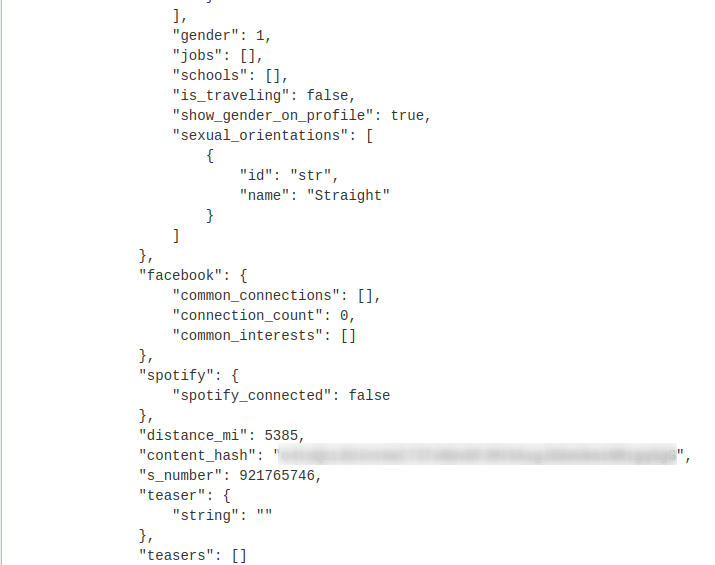 ],
"gender": 1,
"jobs": [],
"schools": [],
"is_traveling": false,
"show_gender_on_profile": true,
"sexual_orientations": [
{
"id": "str",
"name": "Straight"
}
]
},
"facebook": {
"common_connections": [],
"connection_count": 0,
"common_interests": []
},
"spotify": {
"spotify_connected": false
},
"distance_mi": 5385,
"content_hash": "",
"s_number": 921765746,
"teaser": {
"string": ""
},
"teasers": []